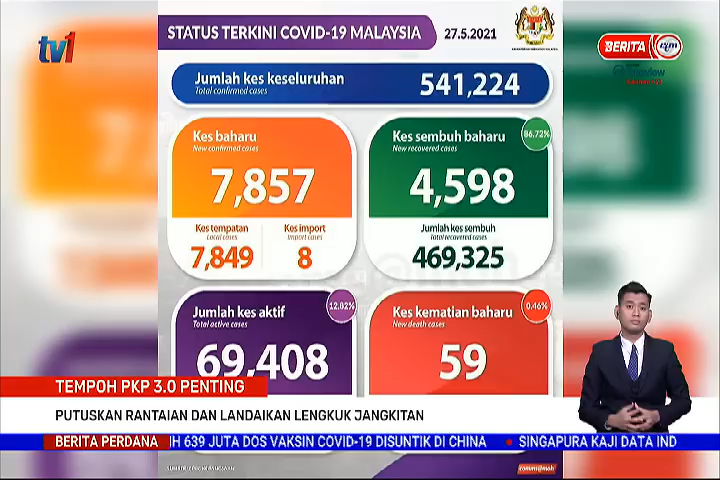 tv1
STATUS TERKINI COVID-19 MALAYSIA
27.5.2021
BERITA
Jumlah kes keseluruhan
Total confirmed cases
541,224
Kes baharu
New confirmed cases
7,857
Kes tempatan
Local cases
7,849
Kes import
Import cases
8
86.72%
Kes sembuh baharu
New recovered cases
4,598
Jumlah kes sembuh
Total recovered cases
469,325
12.82%
Jumlah kes aktif
Total active cases
69,408
0.46%
Kes kematian baharu
New death cases
59
TEMPOH PKP 3.0 PENTING
PUTUSKAN RANTAIAN DAN LANDAIKAN LENGKUK JANGKITAN
BERITA PERDANA
IH 639 JUTA DOS VAKSIN COVID-19 DISUNTIK DI CHINA • SINGAPURA KAJI DATA IND